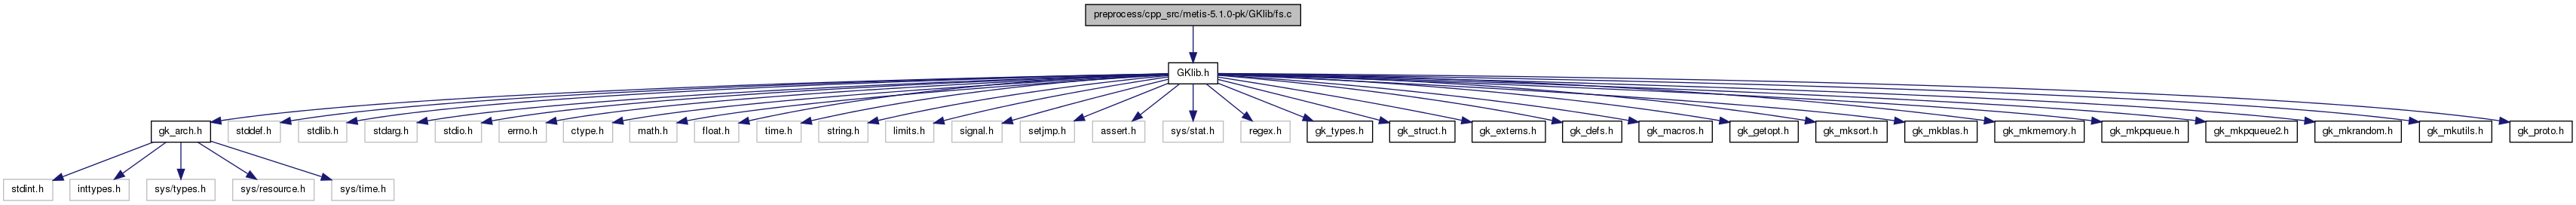 preprocess/cpp_src/metis-5.1.0-pk/GKlib/fs.c
GKlib.h
gk_arch.h
stddef.h
stdlib.h
stdarg.h
stdio.h
errno.h
ctype.h
math.h
float.h
time.h
string.h
limits.h
signal.h
setjmp.h
assert.h
sys/stat.h
regex.h
gk_types.h
gk_struct.h
gk_externs.h
gk_defs.h
gk_macros.h
gk_getopt.h
gk_mksort.h
gk_mkblas.h
gk_mkmemory.h
gk_mkpqueue.h
gk_mkpqueue2.h
gk_mkrandom.h
gk_mkutils.h
gk_proto.h
stdint.h
inttypes.h
sys/types.h
sys/resource.h
sys/time.h